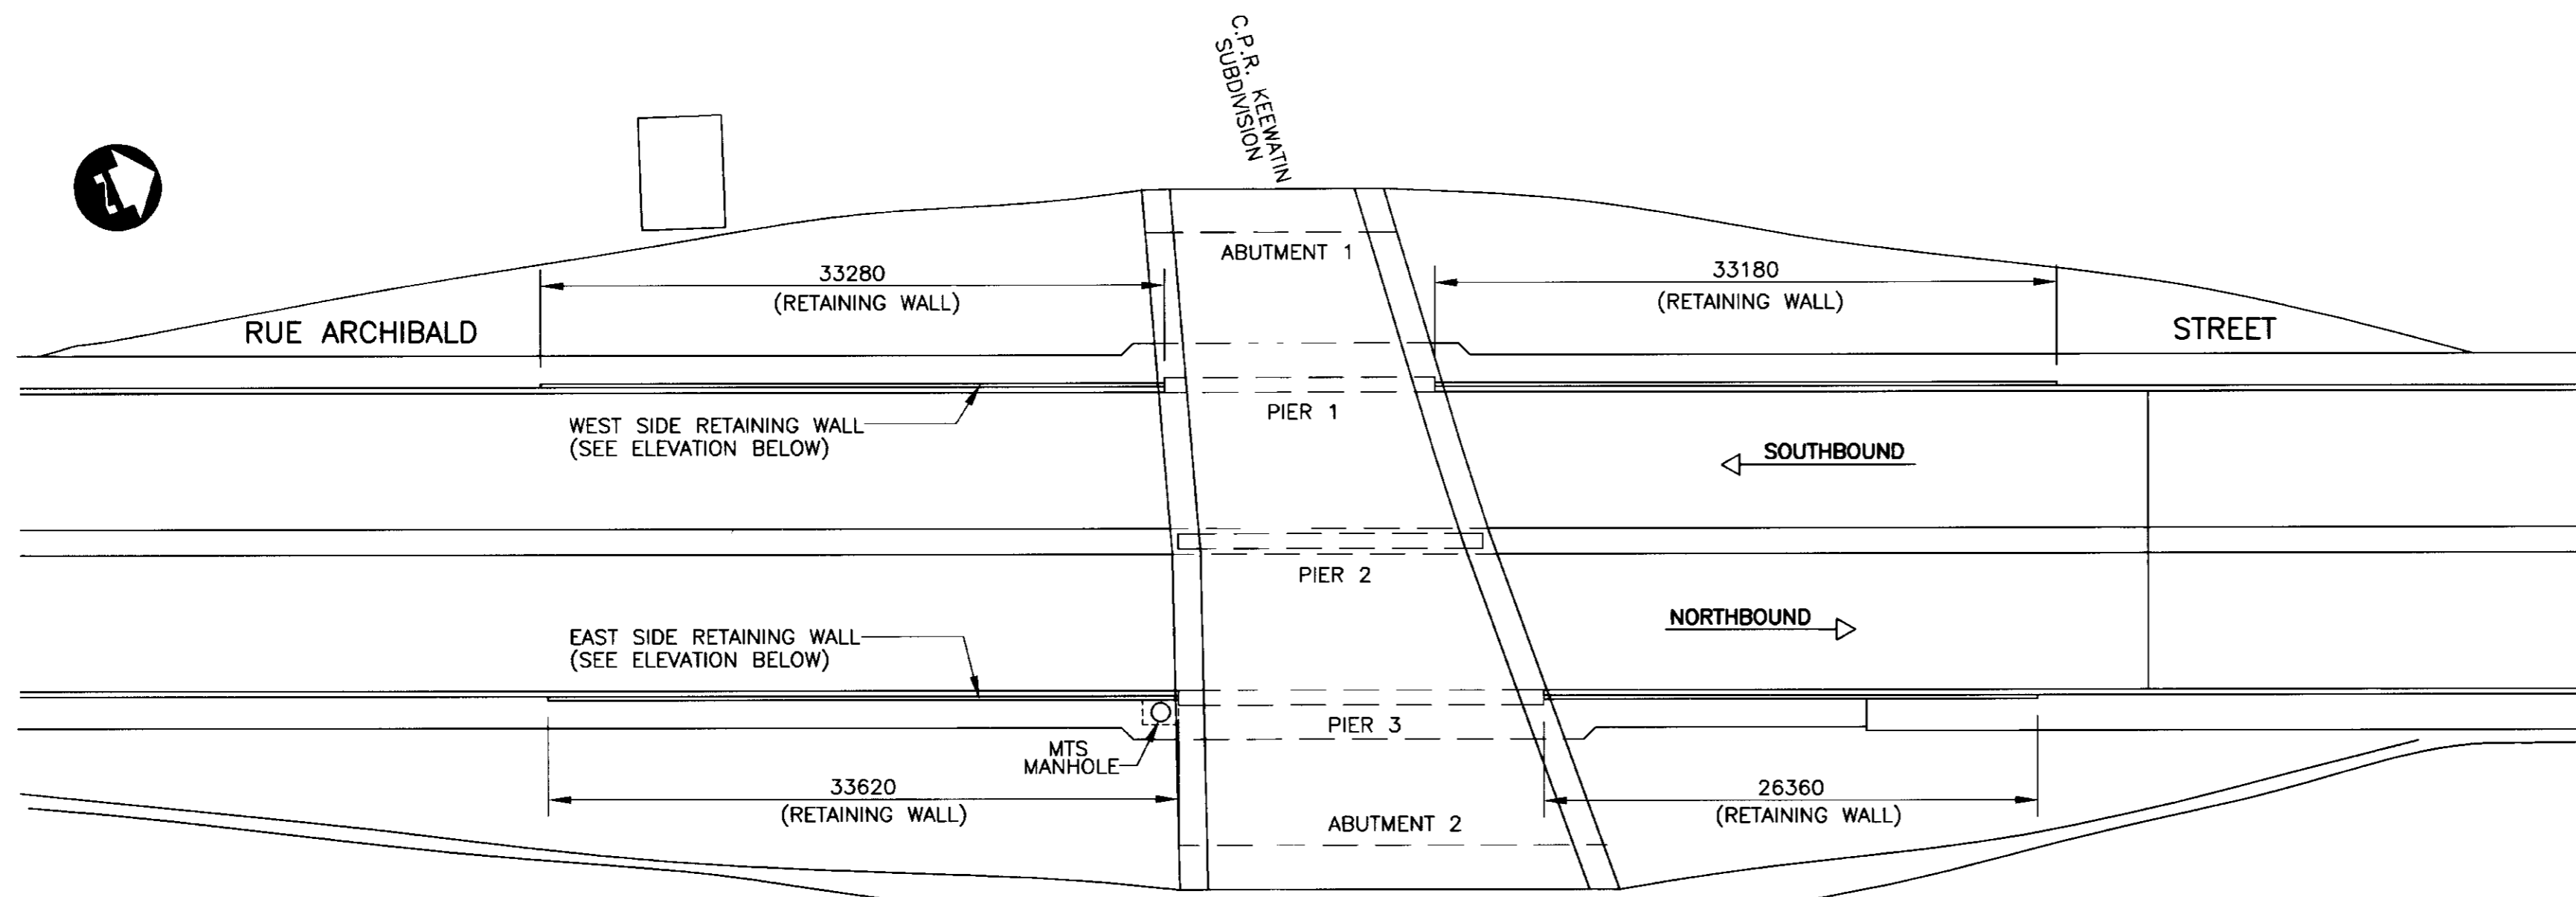 C.P.R. KEEWATIN
SUBDIVISION
N
ABUTMENT 1
33280
(RETAINING WALL)
33180
(RETAINING WALL)
RUE ARCHIBALD
STREET
PIER 1
WEST SIDE RETAINING WALL
(SEE ELEVATION BELOW)
SOUTHBOUND
PIER 2
NORTHBOUND
EAST SIDE RETAINING WALL
(SEE ELEVATION BELOW)
PIER 3
MTS
MANHOLE
33620
(RETAINING WALL)
26360
(RETAINING WALL)
ABUTMENT 2